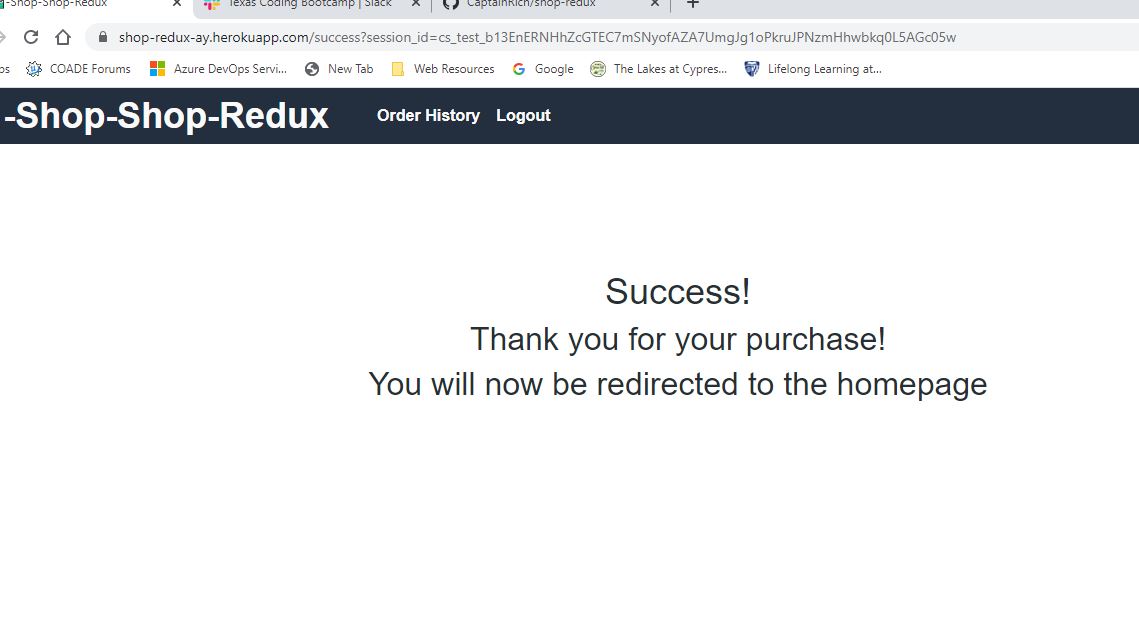 -Shop-Shop-Redux
Texas Coding Bootcamp | Slack
CaptainRich/shop-redux
shop-redux-ay.herokuapp.com/success?session_id=cs_test_b13EnERNHhZcGTEC7mSNyofAZA7UmgJg1oPkruJPNzmHhwbkq0L5AGc05w
ps
COADE Forums
Azure DevOps Servi...
New Tab
Web Resources
Google
The Lakes at Cypres...
Lifelong Learning at...
-Shop-Shop-Redux
Order History
Logout
Success!
Thank you for your purchase!
You will now be redirected to the homepage